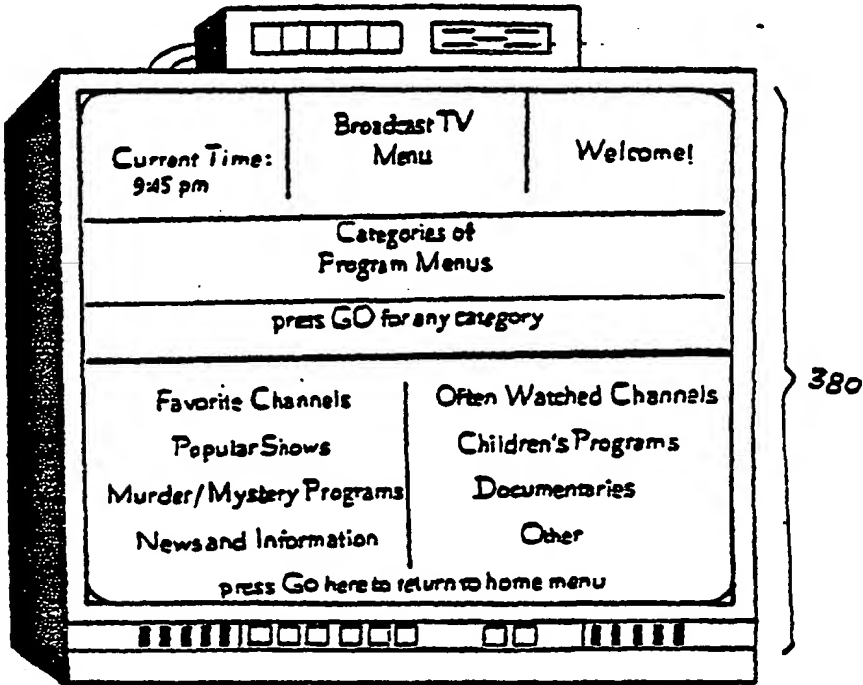 Broadcast TV
Menu
Current Time:
9:45 pm
Welcome!
Categories of
Program Menus
press GO for any category
Favorite Channels
Often Watched Channels
Popular Shows
Children's Programs
Murder/Mystery Programs
Documentaries
News and Information
Other
press Go here to return to home menu
380